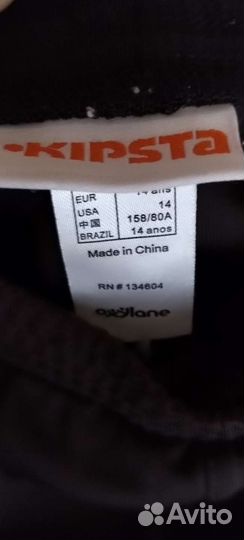 KIPSTA
EUR 14 ans
USA 14
中国 158/80A
BRAZIL 14 anos
Made in China
RN # 134604
oxylane
Avito